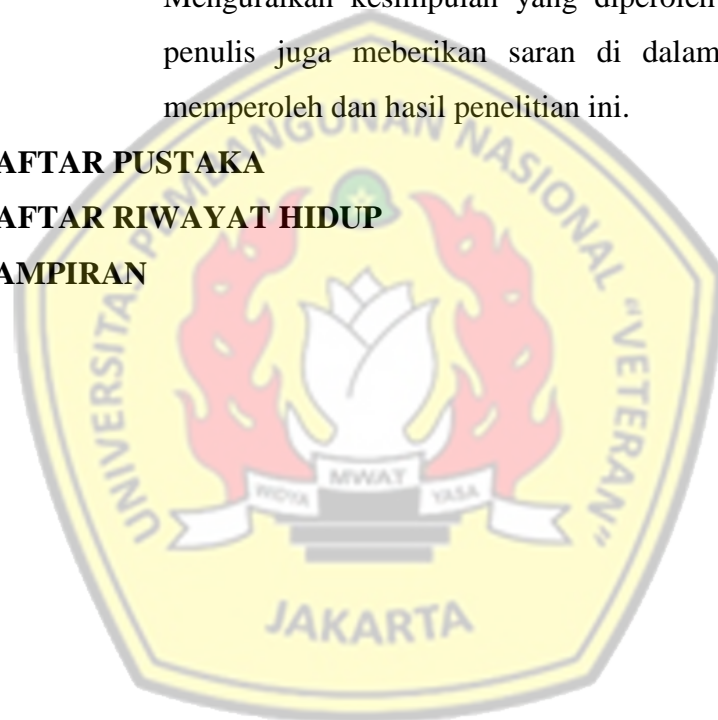 Menguraikan kesimpulan yang diperoleh
penulis juga meberikan saran di dalam
memperoleh dan hasil penelitian ini.
AFTAR PUSTAKA
AFTAR RIWAYAT HIDUP
AMPIRAN
UNIVERSITAS PEMBANGUNAN NASIONAL "VETERAN"
WIDYA MWAT YASA
JAKARTA